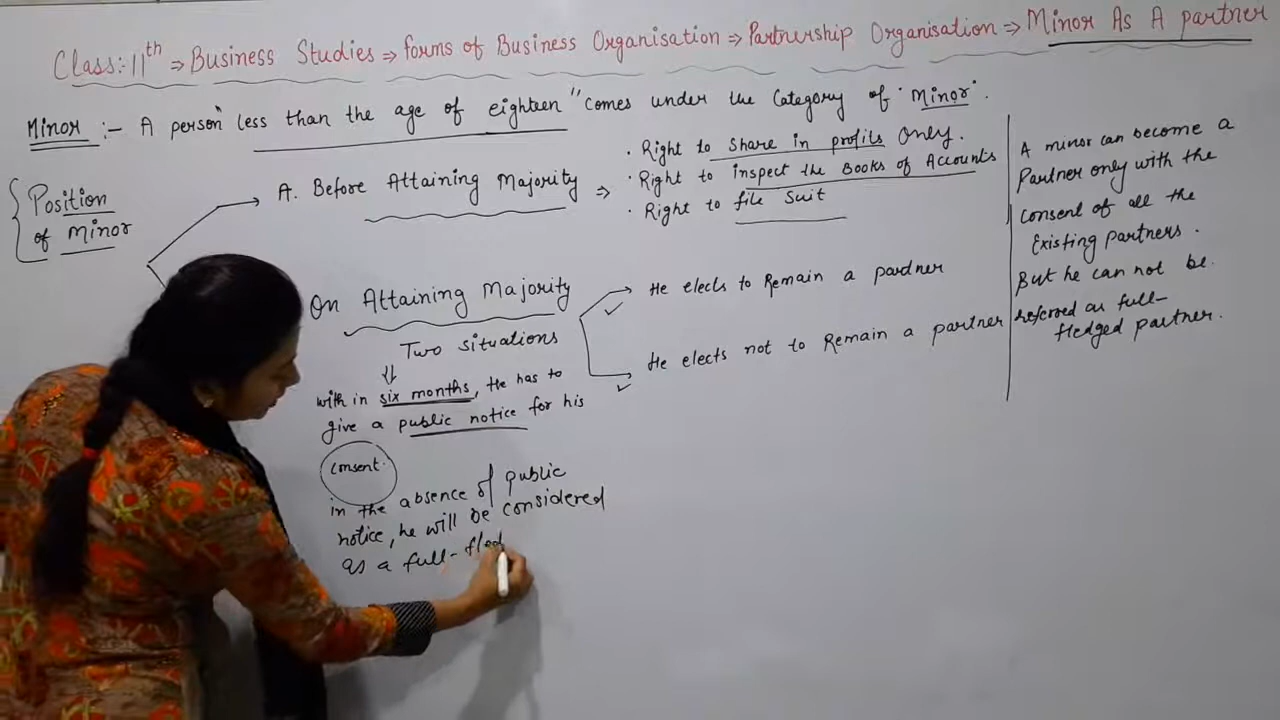 Class: 11th ⇒ Business Studies ⇒ forms of Business Organisation ⇒ Partnership Organisation ⇒ Minor As A partner
Minor :- A person less than the age of eighteen" comes under the Category of 'Minor'.
{ Position of minor
A. Before Attaining Majority ⇒
• Right to share in profits Only.
• Right to inspect the Books of Accounts
• Right to file suit
On Attaining Majority
Two situations
with in six months, He has to
give a public notice for his
consent.
in the absence of public
notice, he will be considered
as a full-fled
He elects to Remain a partner
He elects not to Remain a partner
A minor can become a
Partner only with the
consent of all the
Existing partners.
But he can not be
referred as full-
fledged partner.